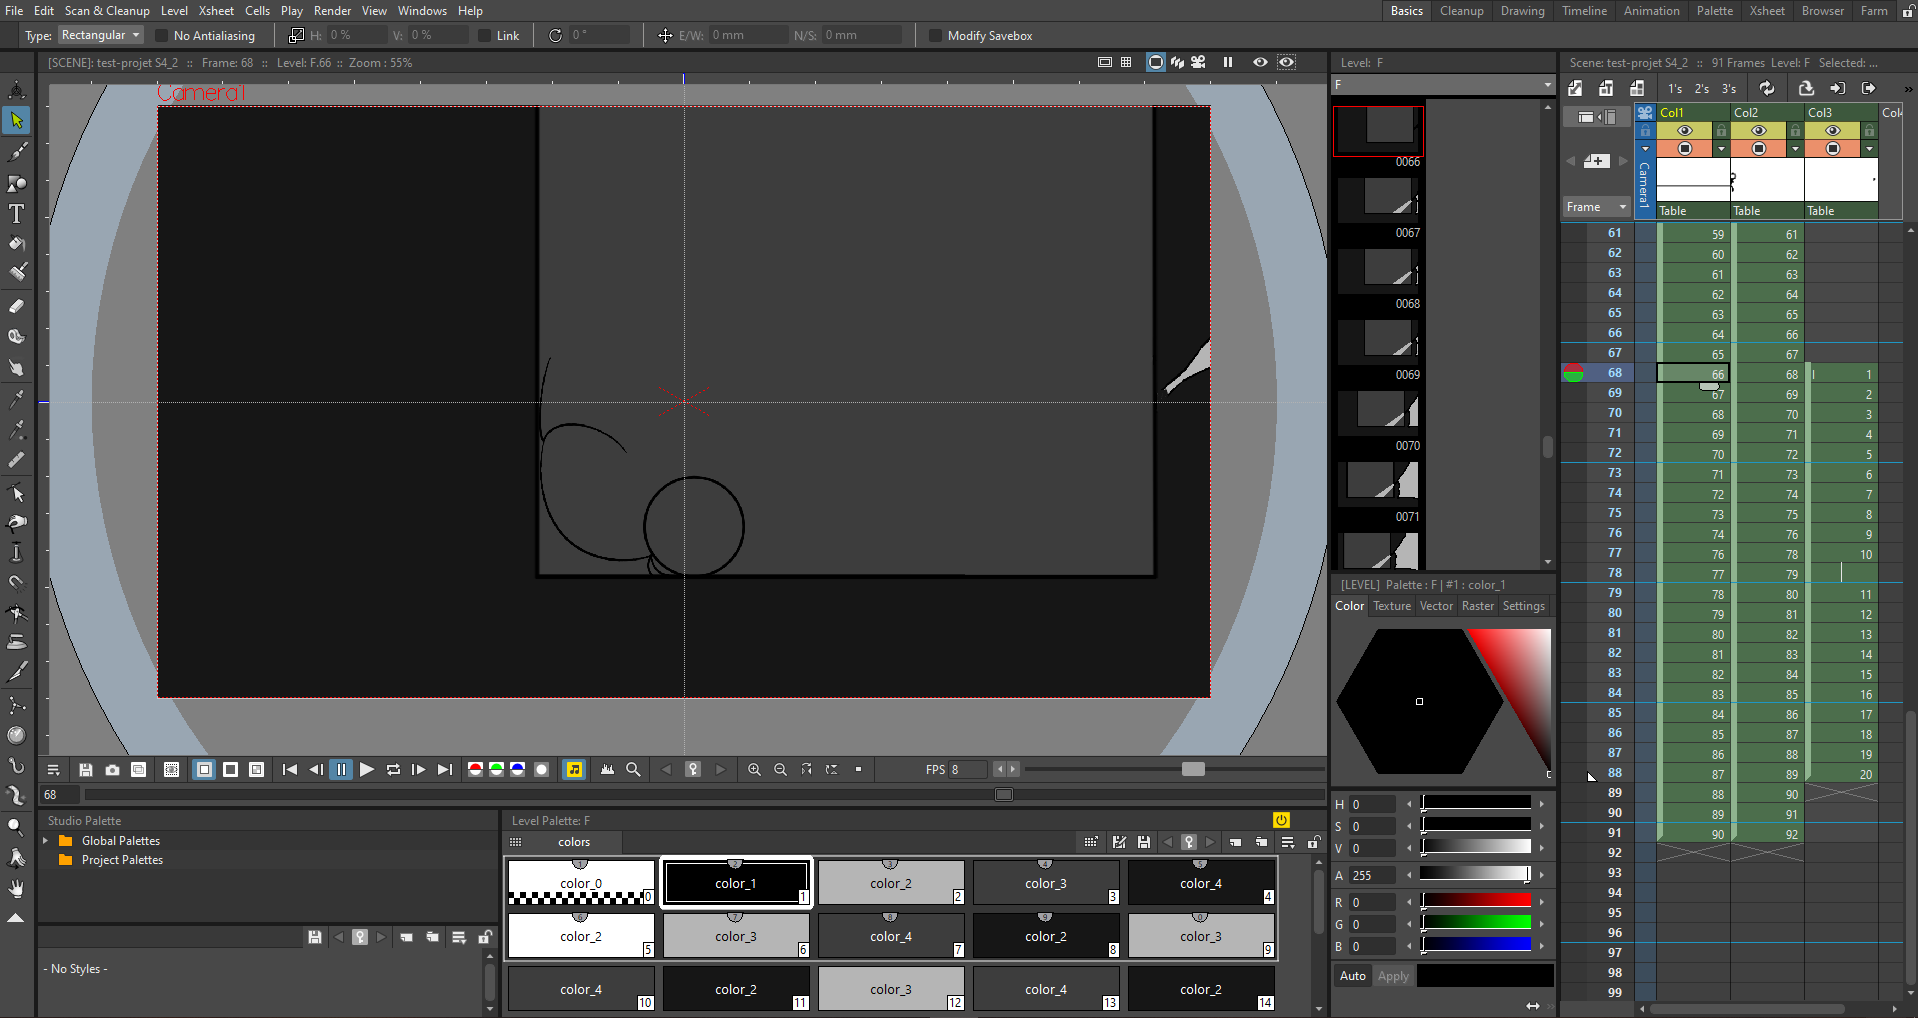 File Edit Scan & Cleanup Level Xsheet Cells Play Render View Windows Help
Basics Cleanup Drawing Timeline Animation Palette Xsheet Browser Farm
Type: Rectangular No Antialiasing H: 0 % V: 0 % Link 0 ° E/W: 0 mm N/S: 0 mm Modify Savebox
[SCENE]: test-projet S4_2 :: Frame: 68 :: Level: F.66 :: Zoom : 55%
Camera1
Level: F
F
0066
0067
0068
0069
0070
0071
Scene: test-projet S4_2 :: 91 Frames Level: F Selected: ...
1's 2's 3's »
Col1 Col2 Col3 Col4
Camera1
Frame
Table Table Table
61 59 61
62 60 62
63 61 63
64 62 64
65 63 65
66 64 66
67 65 67
68 66 68 1
69 67 69 2
70 68 70 3
71 69 71 4
72 70 72 5
73 71 73 6
74 72 74 7
75 73 75 8
76 74 76 9
77 76 78 10
78 77 79
79 78 80 11
80 79 81 12
81 80 82 13
82 81 83 14
83 82 84 15
84 83 85 16
85 84 86 17
86 85 87 18
87 86 88 19
88 87 89 20
89 88 90
90 89 91
91 90 92
92
93
94
95
96
97
98
99
[LEVEL] Palette : F | #1 : color_1
Color Texture Vector Raster Settings
H 0
S 0
V 0
A 255
R 0
G 0
B 0
Auto Apply
FPS 8
68
Studio Palette
Global Palettes
Project Palettes
- No Styles -
Level Palette: F
colors
1 2 3 4 5
color_0 0 color_1 1 color_2 2 color_3 3 color_4 4
6 7 8 9 0
color_2 5 color_3 6 color_4 7 color_2 8 color_3 9
color_4 10 color_2 11 color_3 12 color_4 13 color_2 14